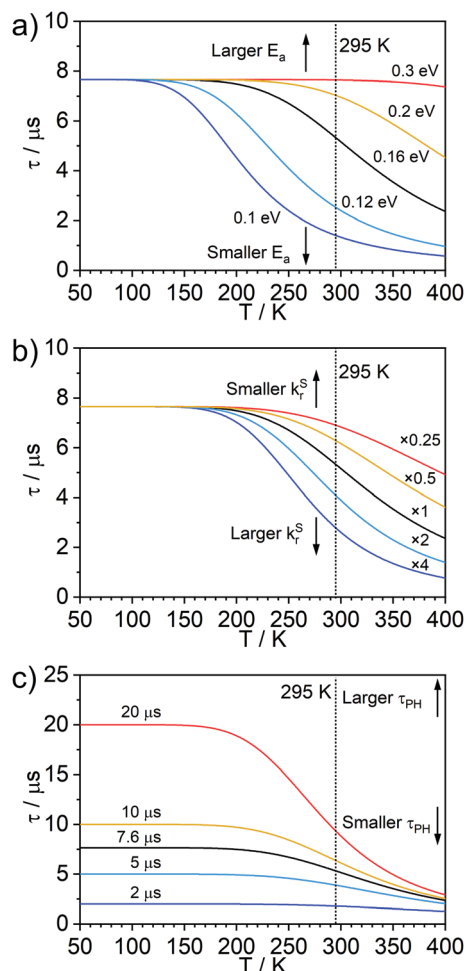 a)
τ / μs
10
8
6
4
2
0
Larger Eₐ
295 K
0.3 eV
0.2 eV
0.16 eV
0.12 eV
0.1 eV
Smaller Eₐ
50 100 150 200 250 300 350 400
T / K
b)
τ / μs
10
8
6
4
2
0
Smaller kᵣˢ
295 K
×0.25
×0.5
×1
×2
×4
Larger kᵣˢ
50 100 150 200 250 300 350 400
T / K
c)
τ / μs
25
20
15
10
5
0
295 K
Larger τPH
20 μs
10 μs
7.6 μs
5 μs
2 μs
Smaller τPH
50 100 150 200 250 300 350 400
T / K